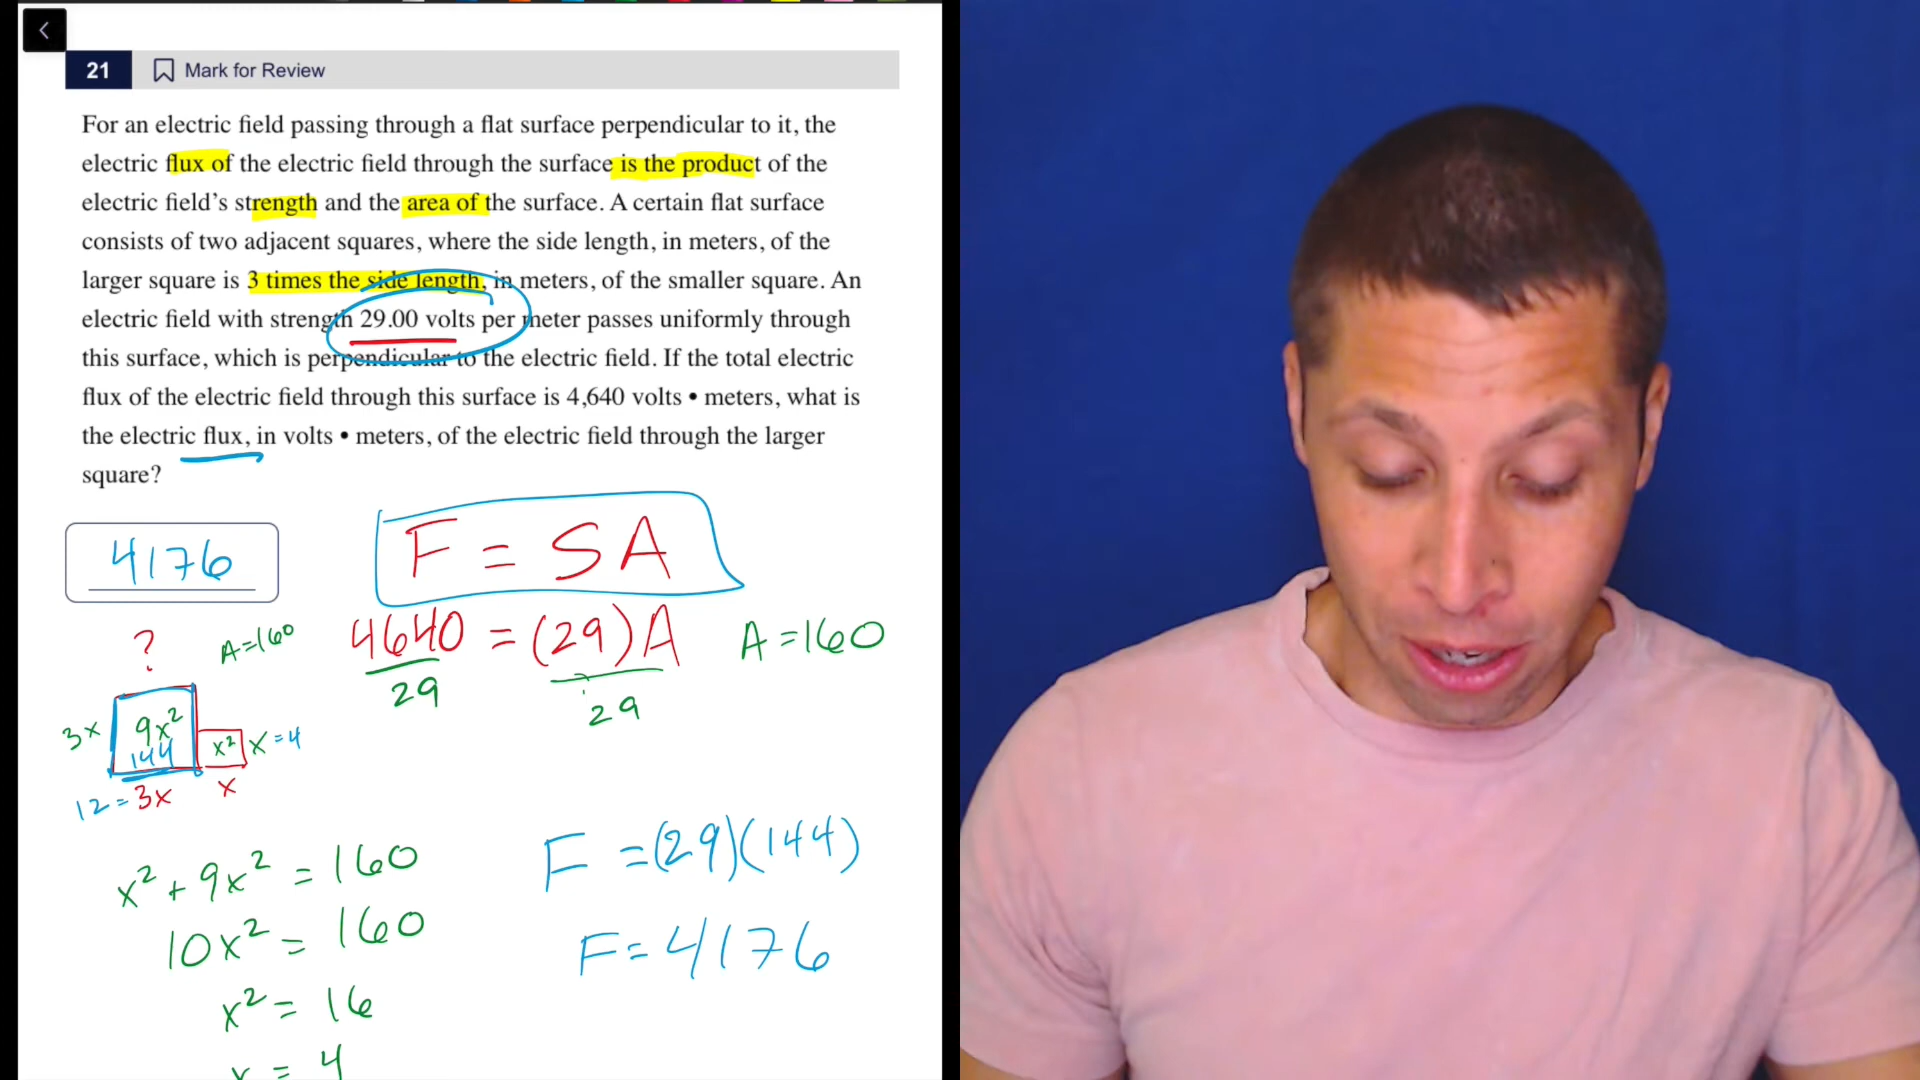 21 Mark for Review
For an electric field passing through a flat surface perpendicular to it, the
electric flux of the electric field through the surface is the product of the
electric field’s strength and the area of the surface. A certain flat surface
consists of two adjacent squares, where the side length, in meters, of the
larger square is 3 times the side length, in meters, of the smaller square. An
electric field with strength 29.00 volts per meter passes uniformly through
this surface, which is perpendicular to the electric field. If the total electric
flux of the electric field through this surface is 4,640 volts • meters, what is
the electric flux, in volts • meters, of the electric field through the larger
square?
4176
F = SA
? A=160
4640 = (29)A A=160
29 29
3x 9x² x² x=4
144
12=3x x
x² + 9x² = 160
10x² = 160
x² = 16
x = 4
F = (29)(144)
F = 4176